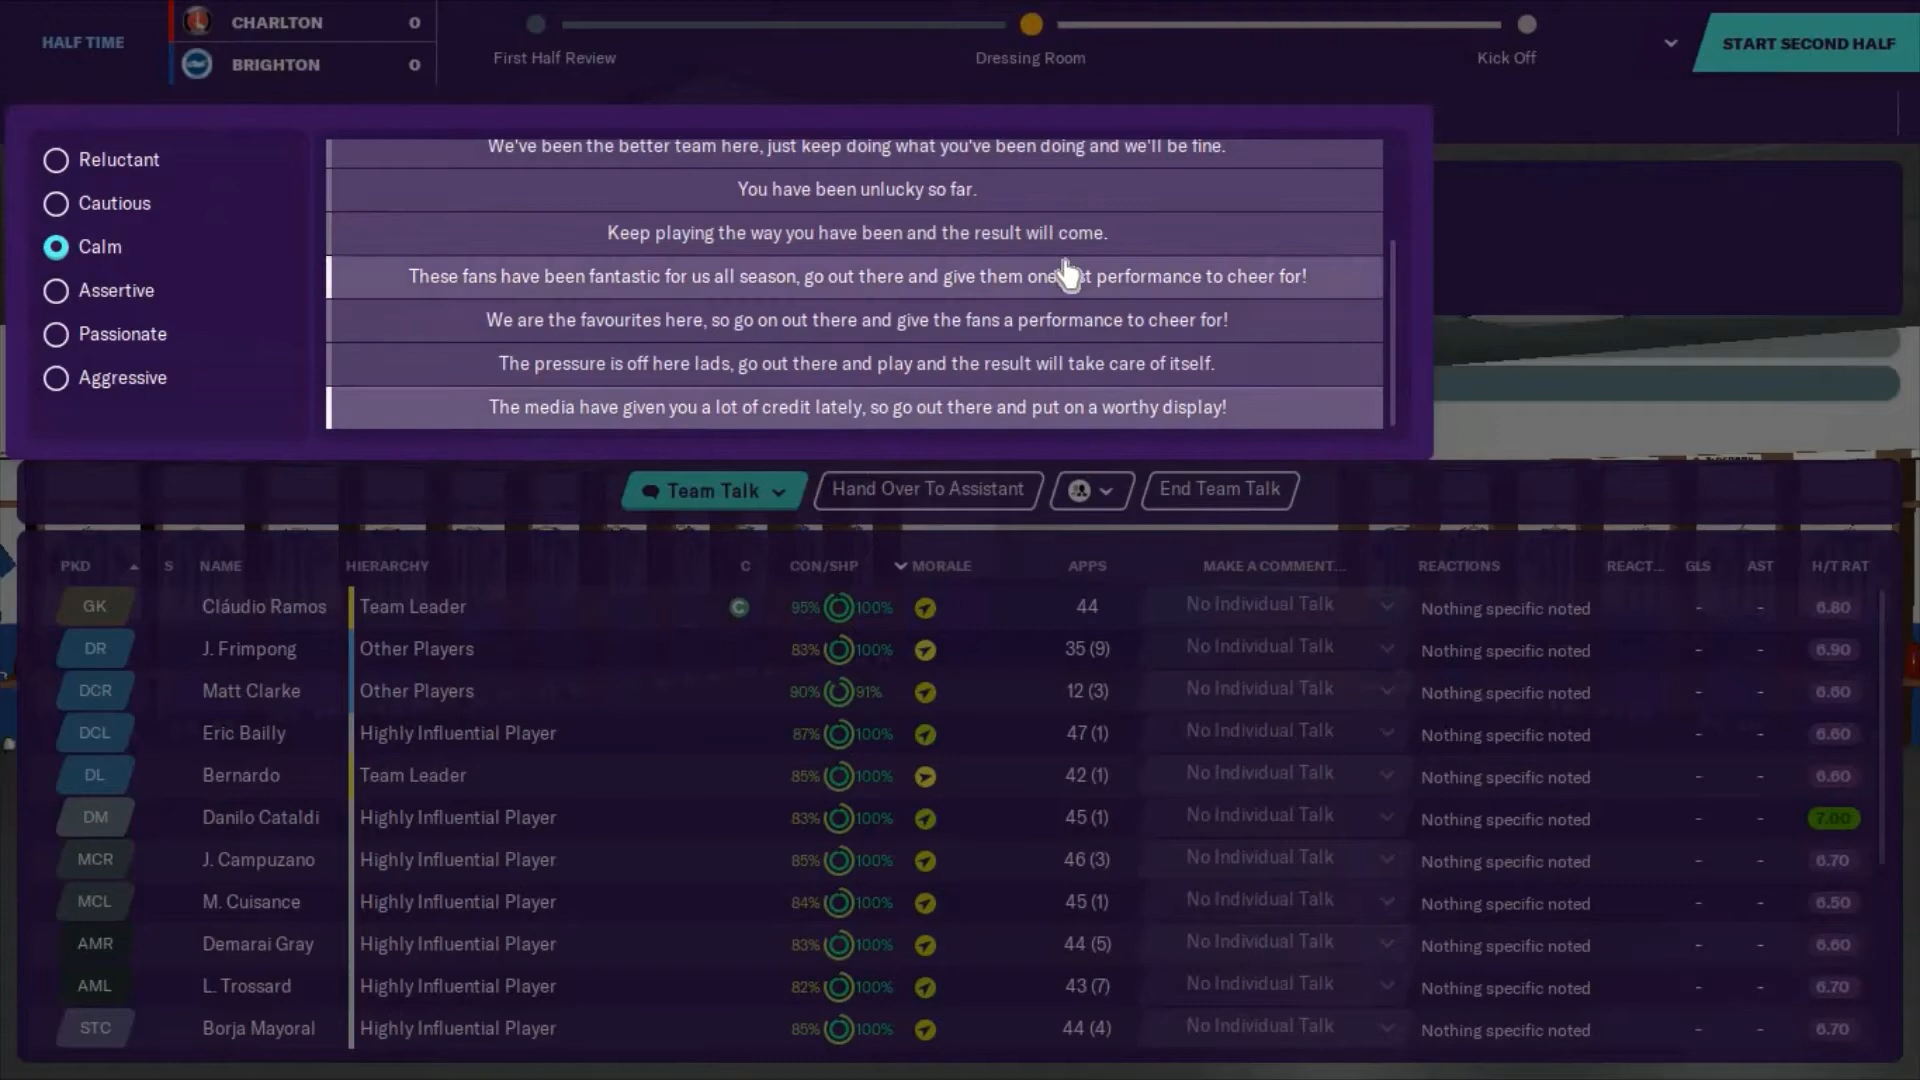 HALF TIME
CHARLTON 0
BRIGHTON 0
First Half Review
Dressing Room
Kick Off
START SECOND HALF
Reluctant
Cautious
Calm
Assertive
Passionate
Aggressive
We've been the better team here, just keep doing what you've been doing and we'll be fine.
You have been unlucky so far.
Keep playing the way you have been and the result will come.
These fans have been fantastic for us all season, go out there and give them one performance to cheer for!
We are the favourites here, so go on out there and give the fans a performance to cheer for!
The pressure is off here lads, go out there and play and the result will take care of itself.
The media have given you a lot of credit lately, so go out there and put on a worthy display!
Team Talk
Hand Over To Assistant
End Team Talk
PKD S NAME HIERARCHY C CON/SHP MORALE APPS MAKE A COMMENT... REACTIONS REACT... GLS AST H/T RAT
GK Cláudio Ramos Team Leader C 95% 100% 44 No Individual Talk Nothing specific noted - - 6.80
DR J. Frimpong Other Players 83% 100% 35 (9) No Individual Talk Nothing specific noted - - 6.90
DCR Matt Clarke Other Players 90% 91% 12 (3) No Individual Talk Nothing specific noted - - 6.60
DCL Eric Bailly Highly Influential Player 87% 100% 47 (1) No Individual Talk Nothing specific noted - - 6.60
DL Bernardo Team Leader 85% 100% 42 (1) No Individual Talk Nothing specific noted - - 6.60
DM Danilo Cataldi Highly Influential Player 83% 100% 45 (1) No Individual Talk Nothing specific noted - - 7.00
MCR J. Campuzano Highly Influential Player 85% 100% 46 (3) No Individual Talk Nothing specific noted - - 6.70
MCL M. Cuisance Highly Influential Player 84% 100% 45 (1) No Individual Talk Nothing specific noted - - 6.50
AMR Demarai Gray Highly Influential Player 83% 100% 44 (5) No Individual Talk Nothing specific noted - - 6.60
AML L. Trossard Highly Influential Player 82% 100% 43 (7) No Individual Talk Nothing specific noted - - 6.70
STC Borja Mayoral Highly Influential Player 85% 100% 44 (4) No Individual Talk Nothing specific noted - - 6.70